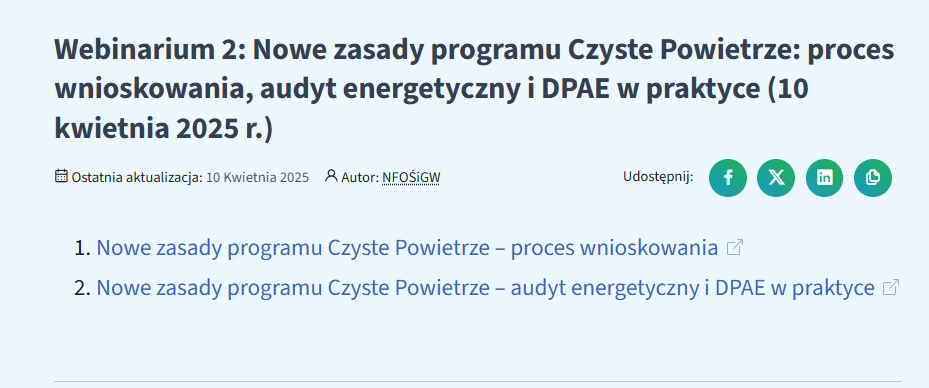 Webinarium 2: Nowe zasady programu Czyste Powietrze: proces
wnioskowania, audyt energetyczny i DPAE w praktyce (10
kwietnia 2025 r.)
Ostatnia aktualizacja: 10 Kwietnia 2025 Autor: NFOŚiGW Udostępnij:
1. Nowe zasady programu Czyste Powietrze – proces wnioskowania
2. Nowe zasady programu Czyste Powietrze – audyt energetyczny i DPAE w praktyce